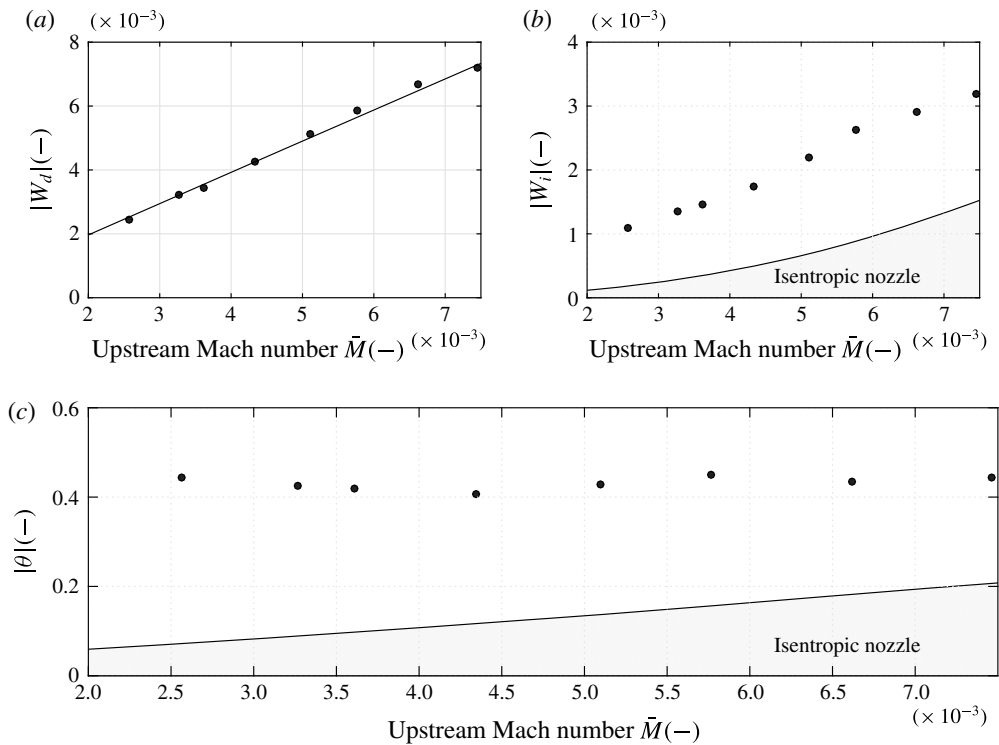 (a) (× 10⁻³)
8
6
4
2
0
|W_d|(−)
2 3 4 5 6 7
Upstream Mach number M̄(−) (× 10⁻³)
(b) (× 10⁻³)
4
3
2
1
0
|W_i|(−)
Isentropic nozzle
2 3 4 5 6 7
Upstream Mach number M̄(−) (× 10⁻³)
(c)
0.6
0.4
0.2
0
|θ|(−)
Isentropic nozzle
2.0 2.5 3.0 3.5 4.0 4.5 5.0 5.5 6.0 6.5 7.0
(× 10⁻³)
Upstream Mach number M̄(−)